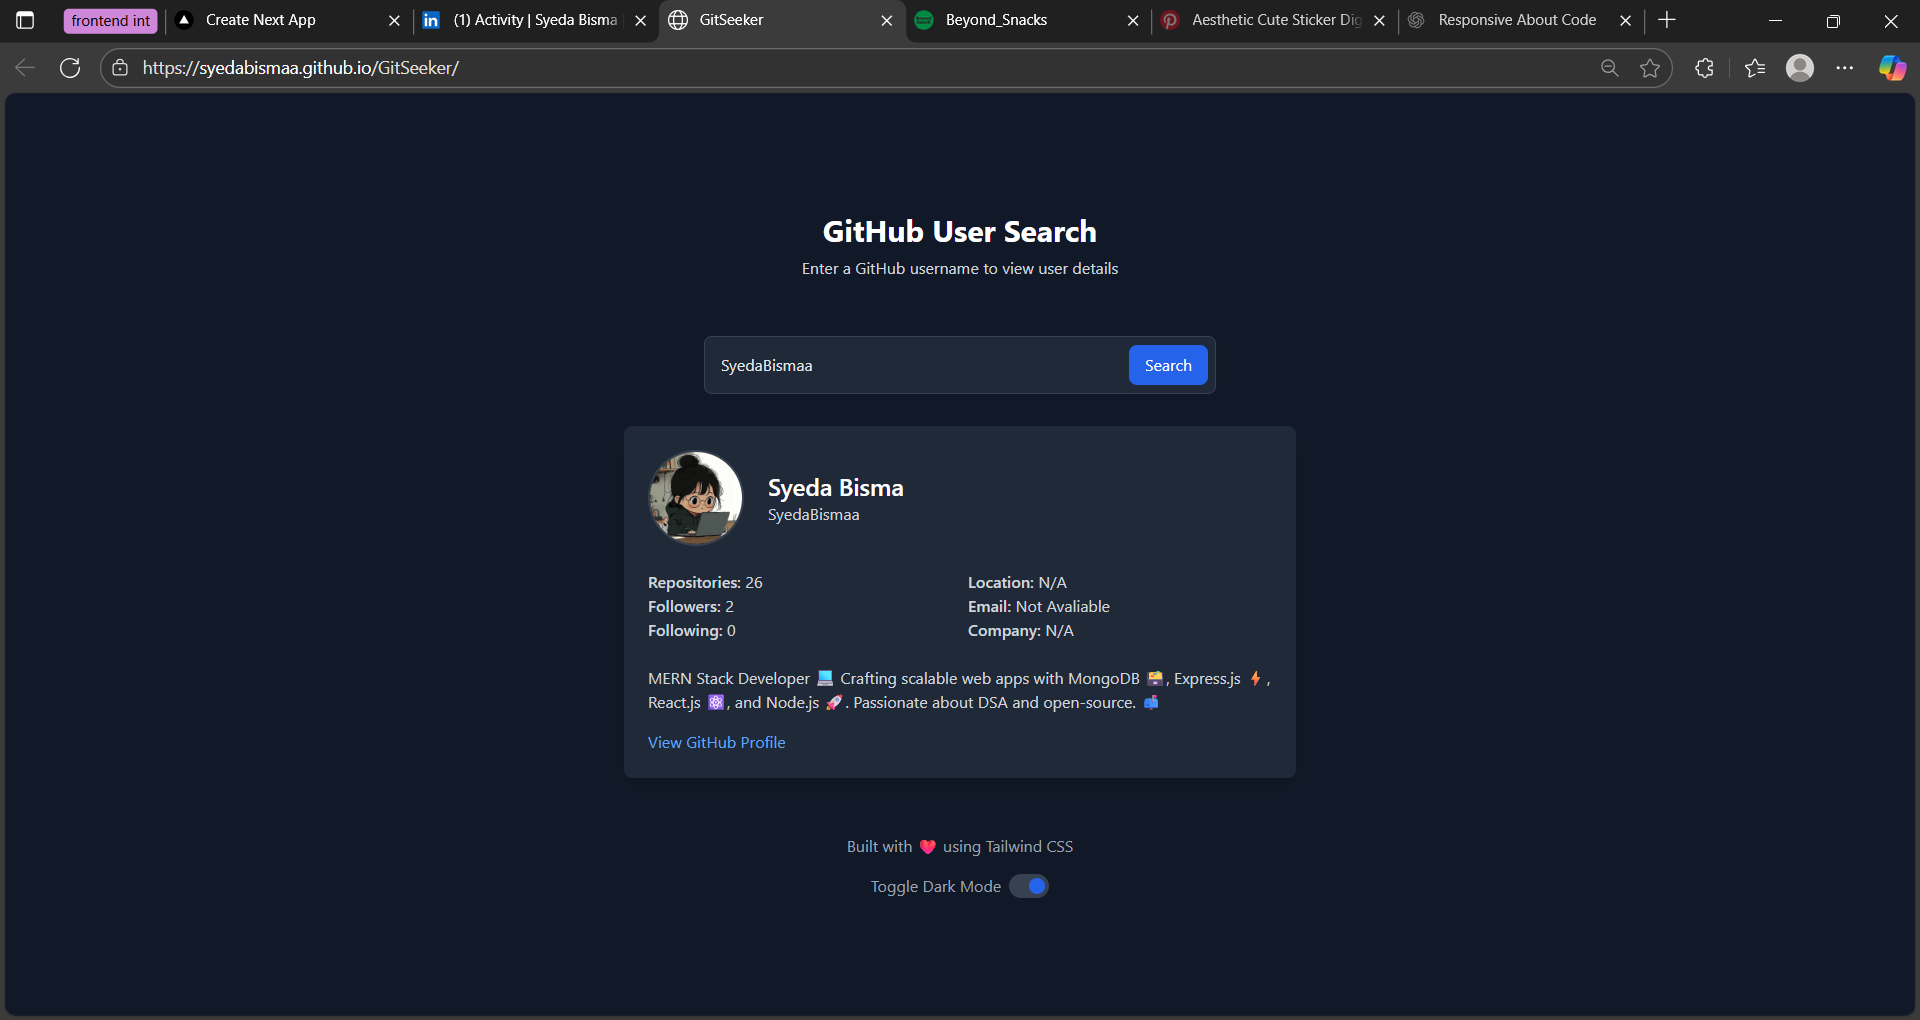 frontend int
Create Next App
(1) Activity | Syeda Bisma
GitSeeker
Beyond_Snacks
Aesthetic Cute Sticker Dig
Responsive About Code
https://syedabismaa.github.io/GitSeeker/
GitHub User Search
Enter a GitHub username to view user details
SyedaBismaa
Search
Syeda Bisma
SyedaBismaa
Repositories: 26
Followers: 2
Following: 0
Location: N/A
Email: Not Avaliable
Company: N/A
MERN Stack Developer 💻 Crafting scalable web apps with MongoDB 🗃️, Express.js ⚡,
React.js ⚛️, and Node.js 🚀. Passionate about DSA and open-source. 📫
View GitHub Profile
Built with ❤️ using Tailwind CSS
Toggle Dark Mode